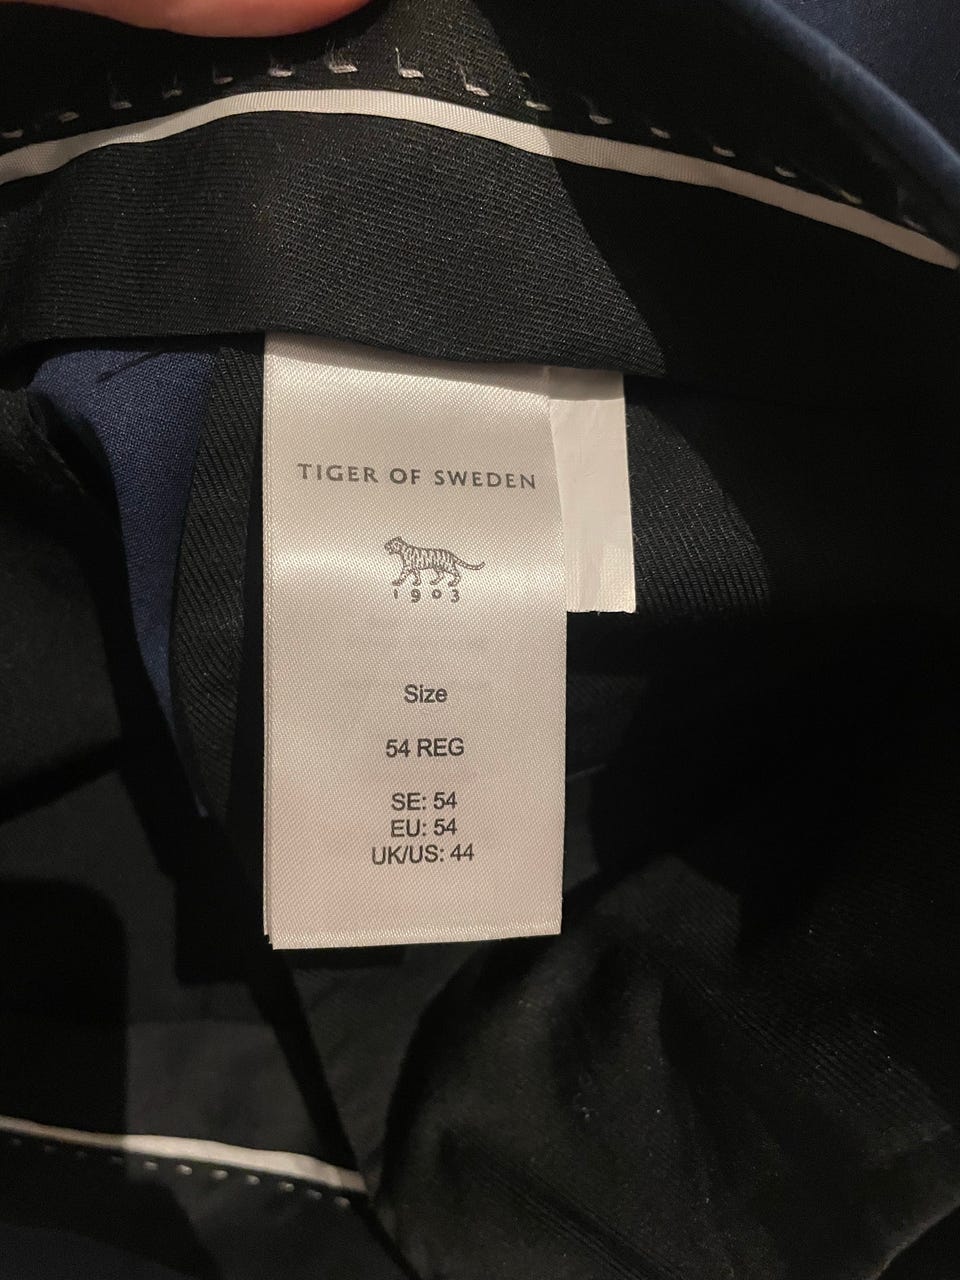 TIGER OF SWEDEN
1903
Size
54 REG
SE: 54
EU: 54
UK/US: 44